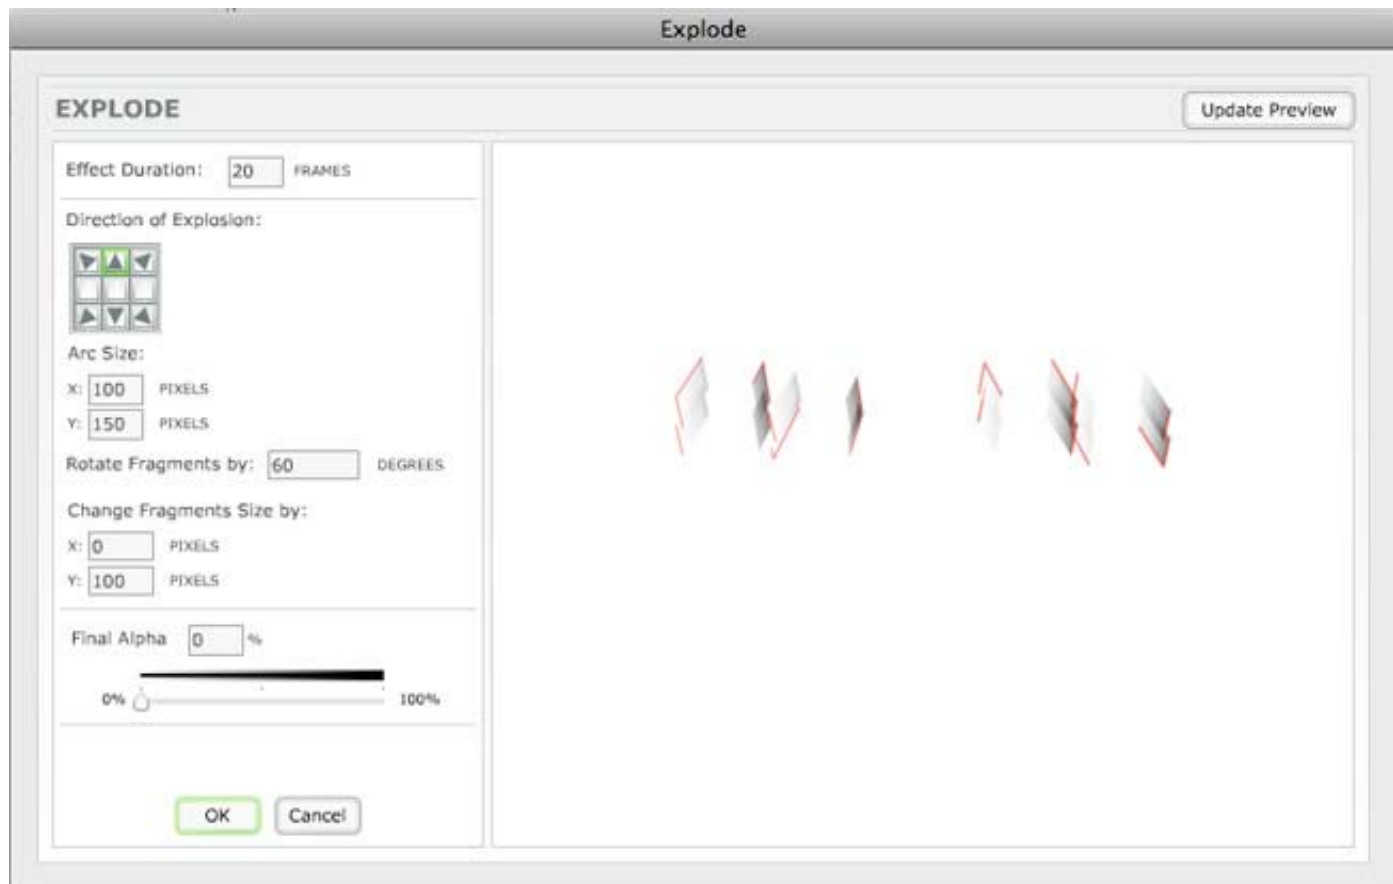 Explode
EXPLODE
Update Preview
Effect Duration: 20 FRAMES
Direction of Explosion:
Arc Size:
X: 100 PIXELS
Y: 150 PIXELS
Rotate Fragments by: 60 DEGREES
Change Fragments Size by:
X: 0 PIXELS
Y: 100 PIXELS
Final Alpha 0 %
0% 100%
OK Cancel